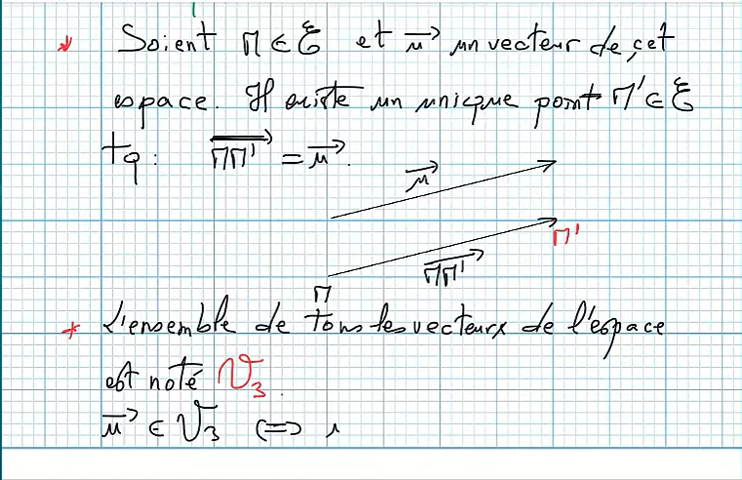 * Soient M ∈ ℰ et u⃗ un vecteur de cet
espace. Il existe un unique point M' ∈ ℰ
tq : MM'⃗ = u⃗.
u⃗
M'
MM'⃗
M
* L'ensemble de tous les vecteurs de l'espace
est noté 𝒱₃.
u⃗ ∈ 𝒱₃ ⟺